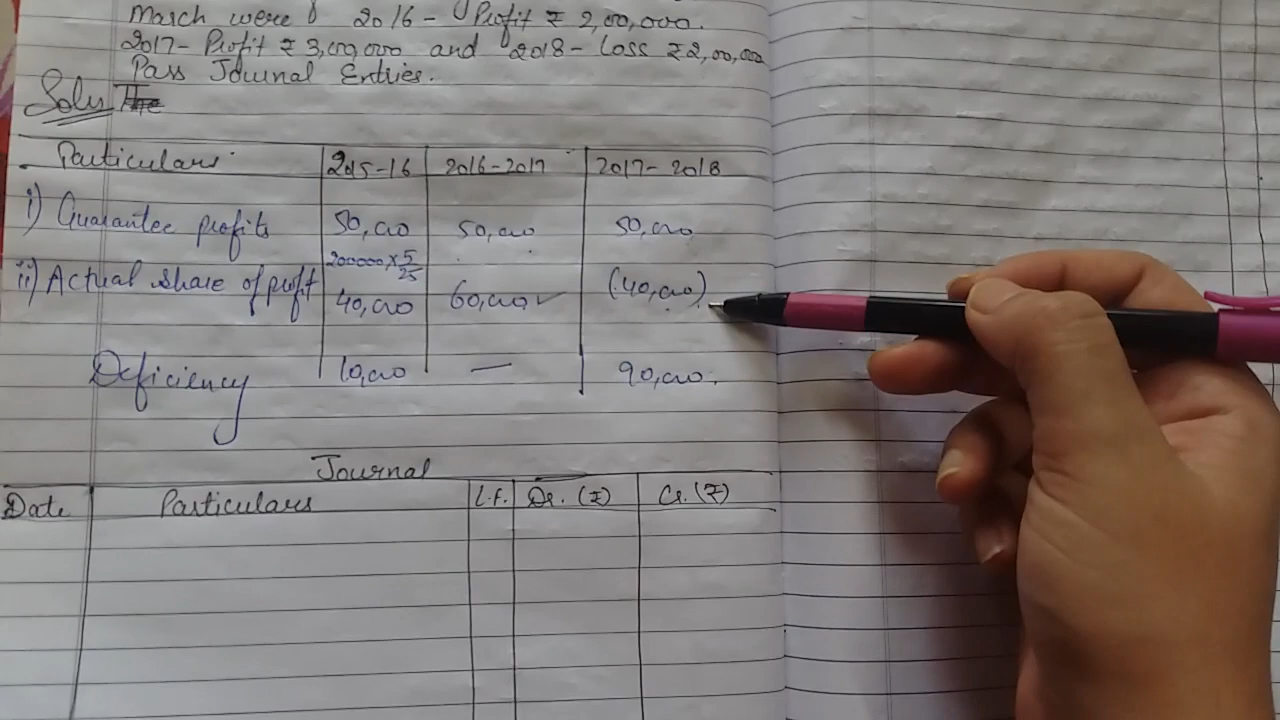 March were 2016 - Profit ₹ 2,00,000.
2017 - Profit ₹ 3,00,000 and 2018 - Loss ₹2,00,000
Pass Journal Entries.
Soln The
Particulars 2015-16 2016-2017 2017-2018
i) Guarantee profits 50,000 50,000 50,000
200000 × 5/25
ii) Actual share of profit 40,000 60,000 (40,000)
Deficiency 10,000 — 90,000.
Journal
Date Particulars L.F. Dr. (₹) Cr. (₹)